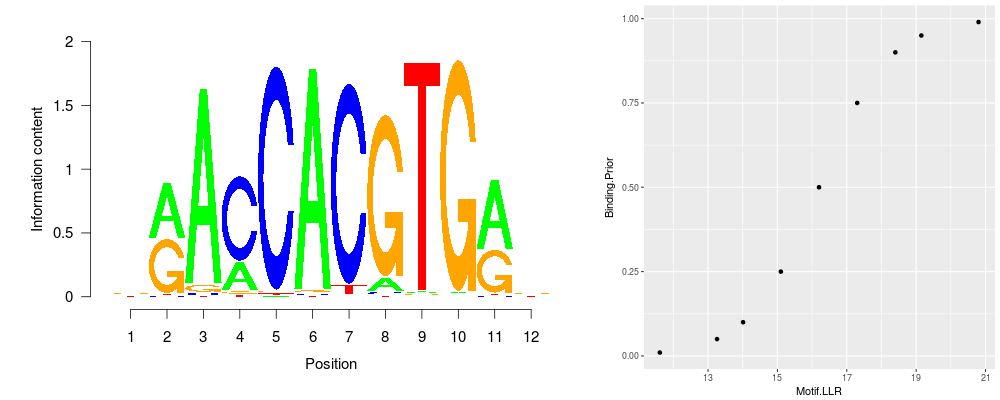 Information content
2
1.5
1
0.5
0
1 2 3 4 5 6 7 8 9 10 11 12
Position
A G A C A C A C G A T G A G
Binding.Prior
1.00
0.75
0.50
0.25
0.00
13 15 17 19 21
Motif.LLR